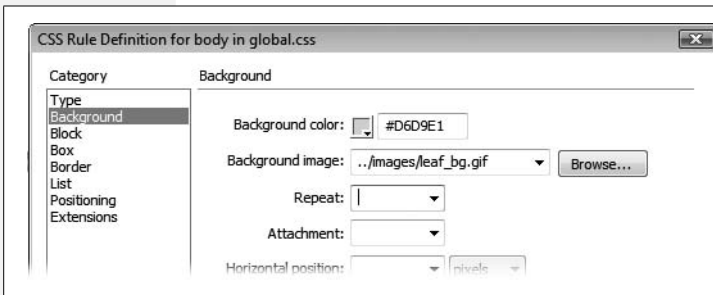 CSS Rule Definition for body in global.css
Category
Type
Background
Block
Box
Border
List
Positioning
Extensions
Background
Background color: #D6D9E1
Background image: ../images/leaf_bg.gif Browse...
Repeat:
Attachment:
Horizontal position: pixels